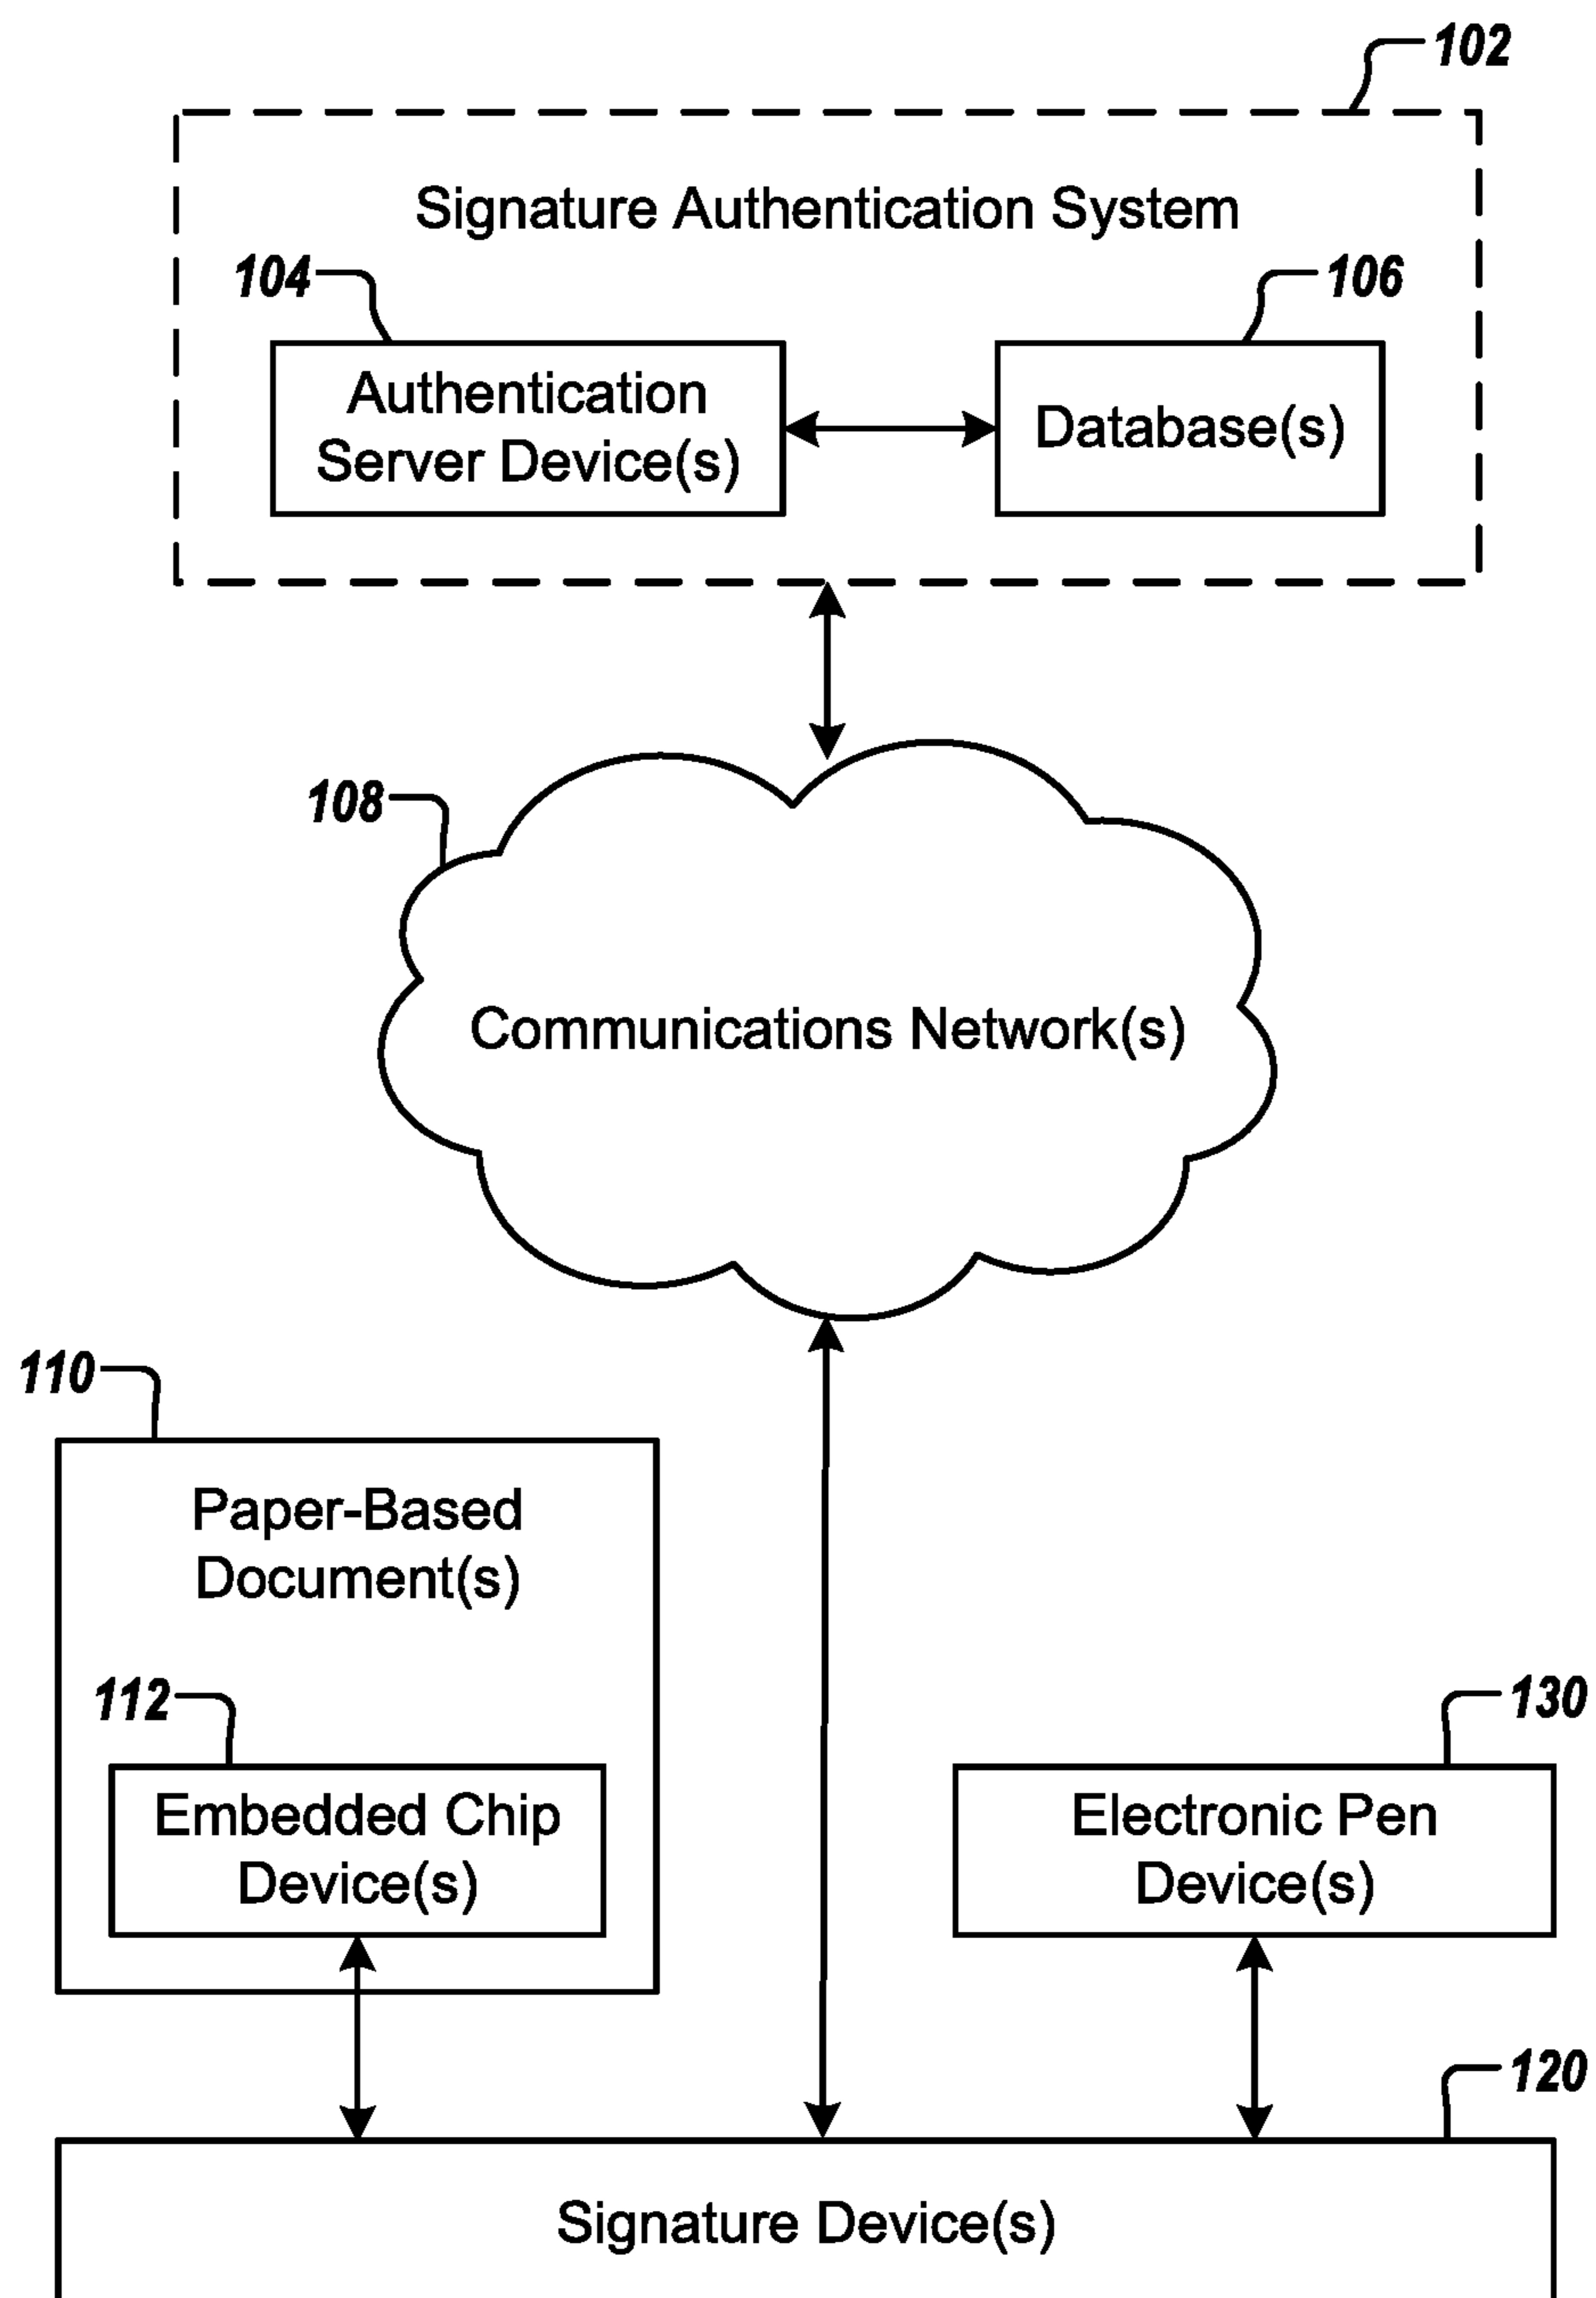 102
Signature Authentication System
104
106
Authentication
Server Device(s)
Database(s)
108
Communications Network(s)
110
Paper-Based
Document(s)
112
130
Embedded Chip
Device(s)
Electronic Pen
Device(s)
120
Signature Device(s)